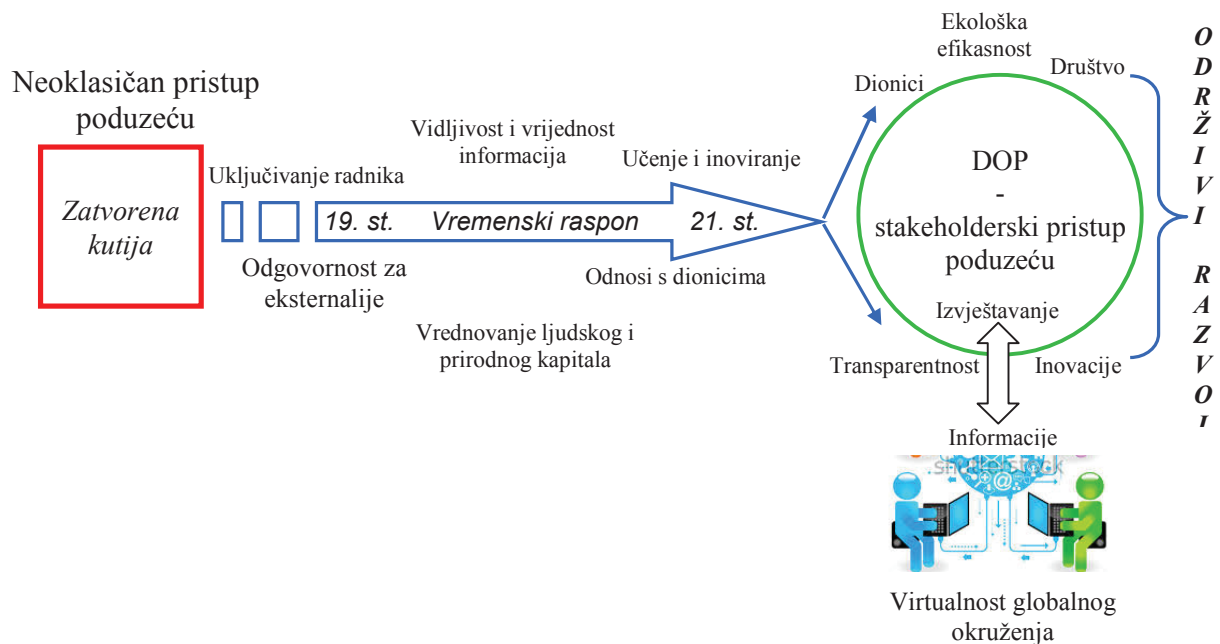 Neoklasičan pristup
poduzeću
Zatvorena
kutija
Uključivanje radnika
Odgovornost za
eksternalije
Vidljivost i vrijednost
informacija
19. st. Vremenski raspon 21. st.
Vrednovanje ljudskog i
prirodnog kapitala
Učenje i inoviranje
Odnosi s dionicima
Ekološka
efikasnost
Dionici
Društvo
DOP
-
stakeholderski pristup
poduzeću
Izvještavanje
Transparentnost
Inovacije
Informacije
shutterstock
Virtualnost globalnog
okruženja
O
D
R
Ž
I
V
I
R
A
Z
V
O
J